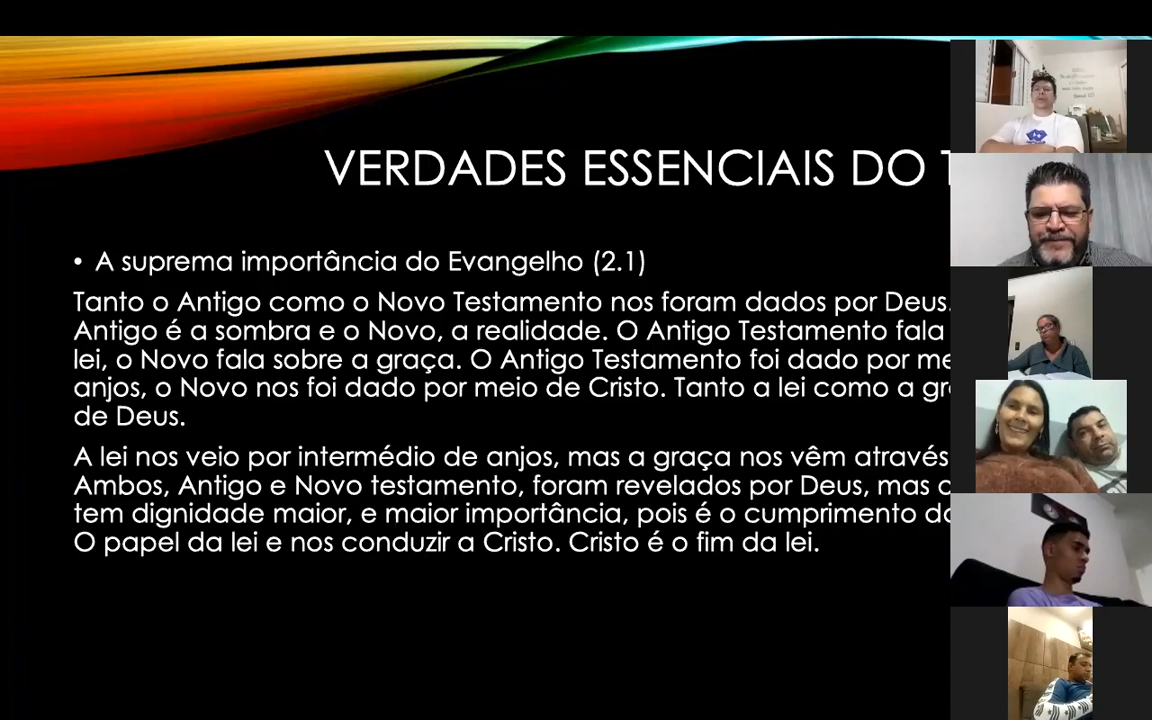 VERDADES ESSENCIAIS DO
• A suprema importância do Evangelho (2.1)
Tanto o Antigo como o Novo Testamento nos foram dados por Deus.
Antigo é a sombra e o Novo, a realidade. O Antigo Testamento fala
lei, o Novo fala sobre a graça. O Antigo Testamento foi dado por
anjos, o Novo nos foi dado por meio de Cristo. Tanto a lei como a
de Deus.
A lei nos veio por intermédio de anjos, mas a graça nos vêm através
Ambos, Antigo e Novo testamento, foram revelados por Deus, mas
tem dignidade maior, e maior importância, pois é o cumprimento
O papel da lei e nos conduzir a Cristo. Cristo é o fim da lei.